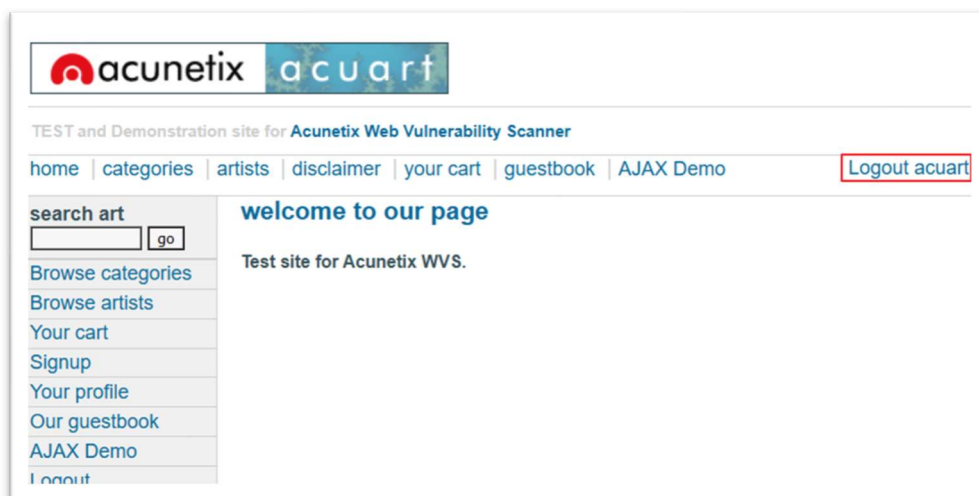 acunetix acuart
TEST and Demonstration site for Acunetix Web Vulnerability Scanner
home | categories | artists | disclaimer | your cart | guestbook | AJAX Demo Logout acuart
search art
go
Browse categories
Browse artists
Your cart
Signup
Your profile
Our guestbook
AJAX Demo
Logout
welcome to our page
Test site for Acunetix WVS.